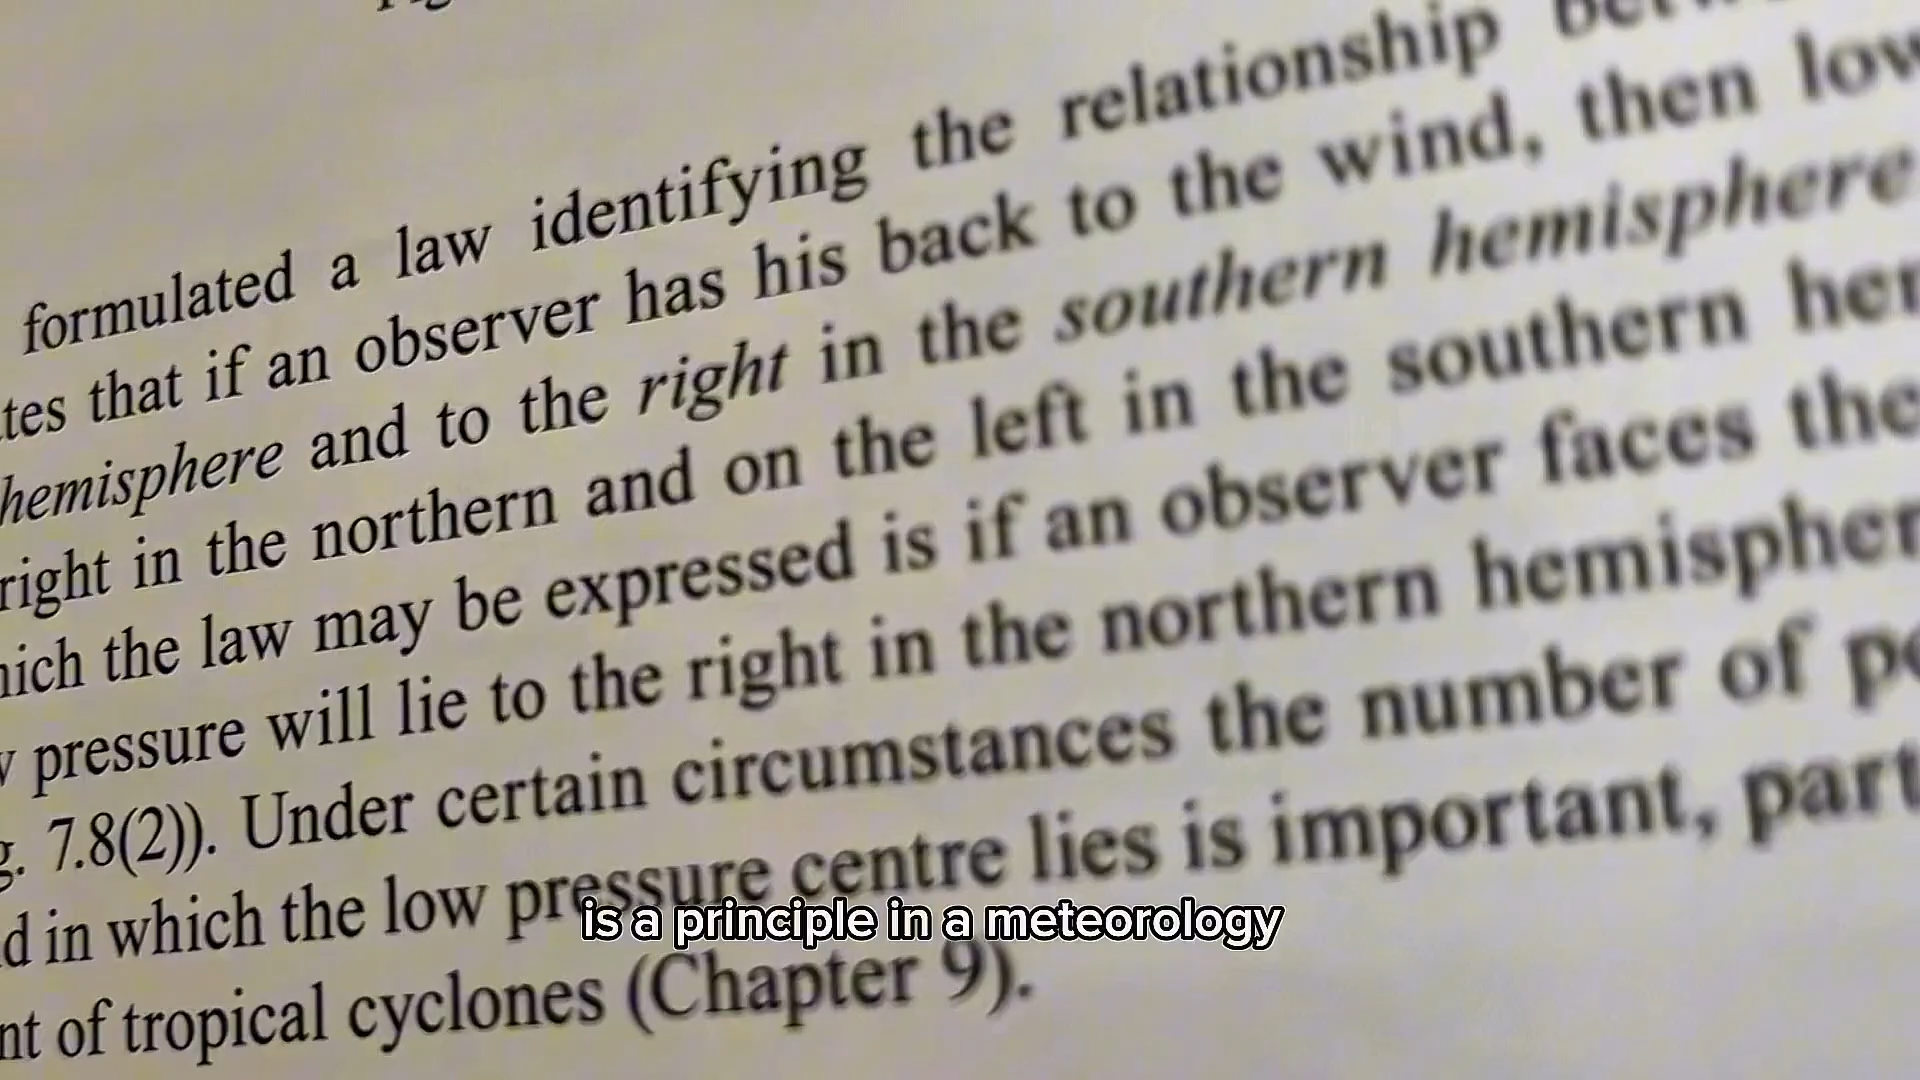 formulated a law identifying the relationship
that if an observer has his back to the wind, then low
hemisphere and to the right in the southern hemisphere
right in the northern and on the left in the southern
the law may be expressed is if an observer faces the
pressure will lie to the right in the northern
7.8(2)). Under certain circumstances the number of
in which the low pressure centre lies is important,
of tropical cyclones (Chapter 9).
is a principle in a meteorology